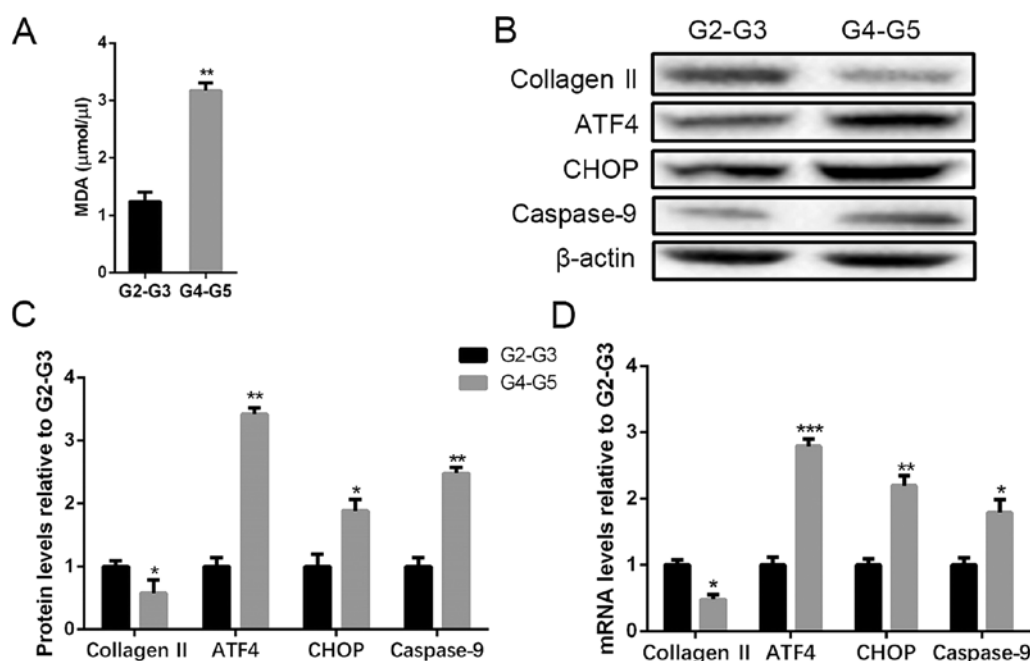 A
MDA (μmol/μl)
4
3
2
1
0
**
G2-G3 G4-G5
B
G2-G3 G4-G5
Collagen II
ATF4
CHOP
Caspase-9
β-actin
C
Protein levels relative to G2-G3
4
3
2
1
0
*
**
*
**
Collagen II ATF4 CHOP Caspase-9
G2-G3
G4-G5
D
mRNA levels relative to G2-G3
4
3
2
1
0
*
***
**
*
Collagen II ATF4 CHOP Caspase-9